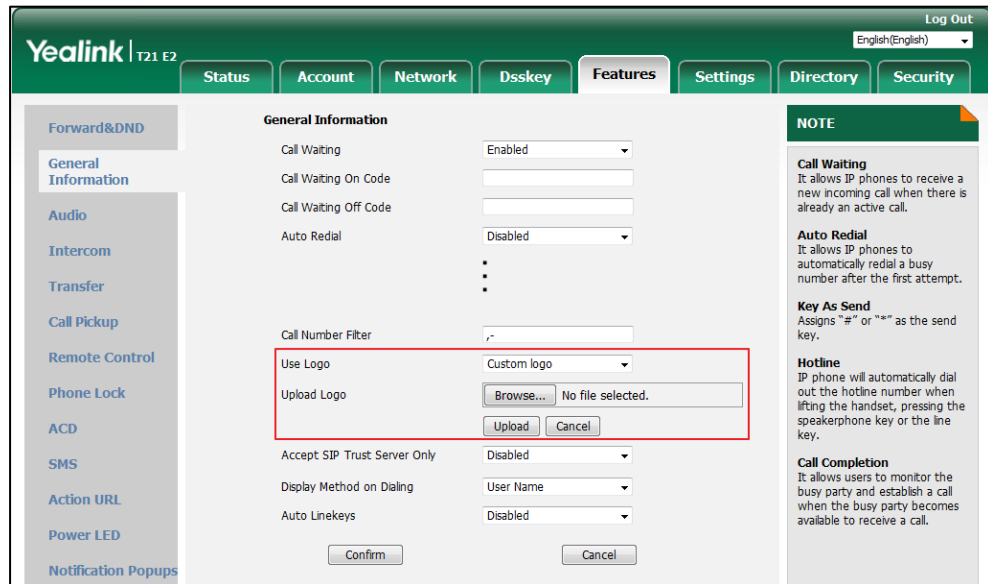 Log Out
English(English)
Yealink | T21 E2
Status Account Network Dsskey Features Settings Directory Security
Forward&DND
General
Information
Audio
Intercom
Transfer
Call Pickup
Remote Control
Phone Lock
ACD
SMS
Action URL
Power LED
Notification Popups
General Information
Call Waiting Enabled
Call Waiting On Code
Call Waiting Off Code
Auto Redial Disabled
Call Number Filter ,-
Use Logo Custom logo
Upload Logo Browse... No file selected.
Upload Cancel
Accept SIP Trust Server Only Disabled
Display Method on Dialing User Name
Auto Linekeys Disabled
Confirm Cancel
NOTE
Call Waiting
It allows IP phones to receive a
new incoming call when there is
already an active call.
Auto Redial
It allows IP phones to
automatically redial a busy
number after the first attempt.
Key As Send
Assigns "#" or "*" as the send
key.
Hotline
IP phone will automatically dial
out the hotline number when
lifting the handset, pressing the
speakerphone key or the line
key.
Call Completion
It allows users to monitor the
busy party and establish a call
when the busy party becomes
available to receive a call.